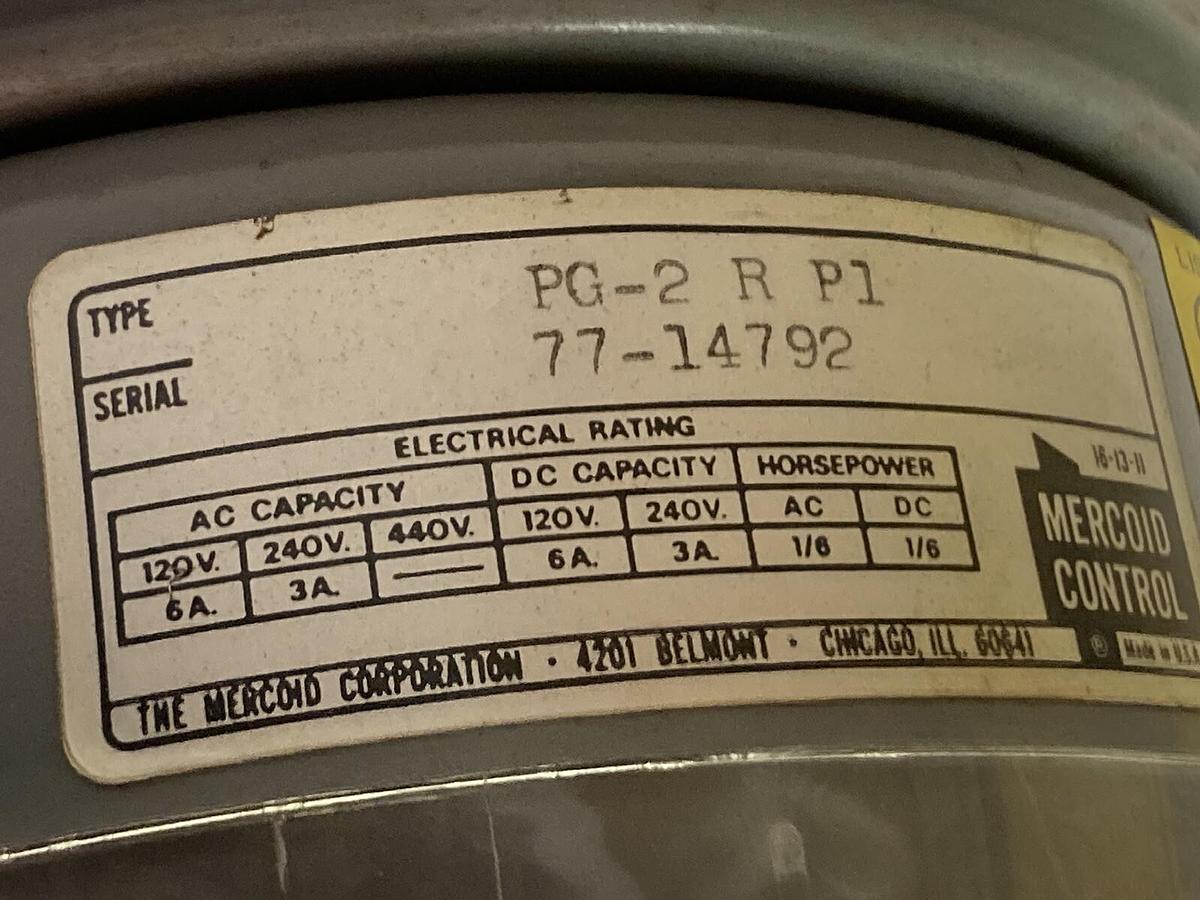 TYPE PG-2 R P1
SERIAL 77-14792
ELECTRICAL RATING
AC CAPACITY DC CAPACITY HORSEPOWER
120V. 240V. 440V. 120V. 240V. AC DC
6A. 3A. —— 6A. 3A. 1/6 1/6
16-13-11
MERCOID
CONTROL
THE MERCOID CORPORATION · 4201 BELMONT · CHICAGO, ILL. 60641
® Made in U.S.A.